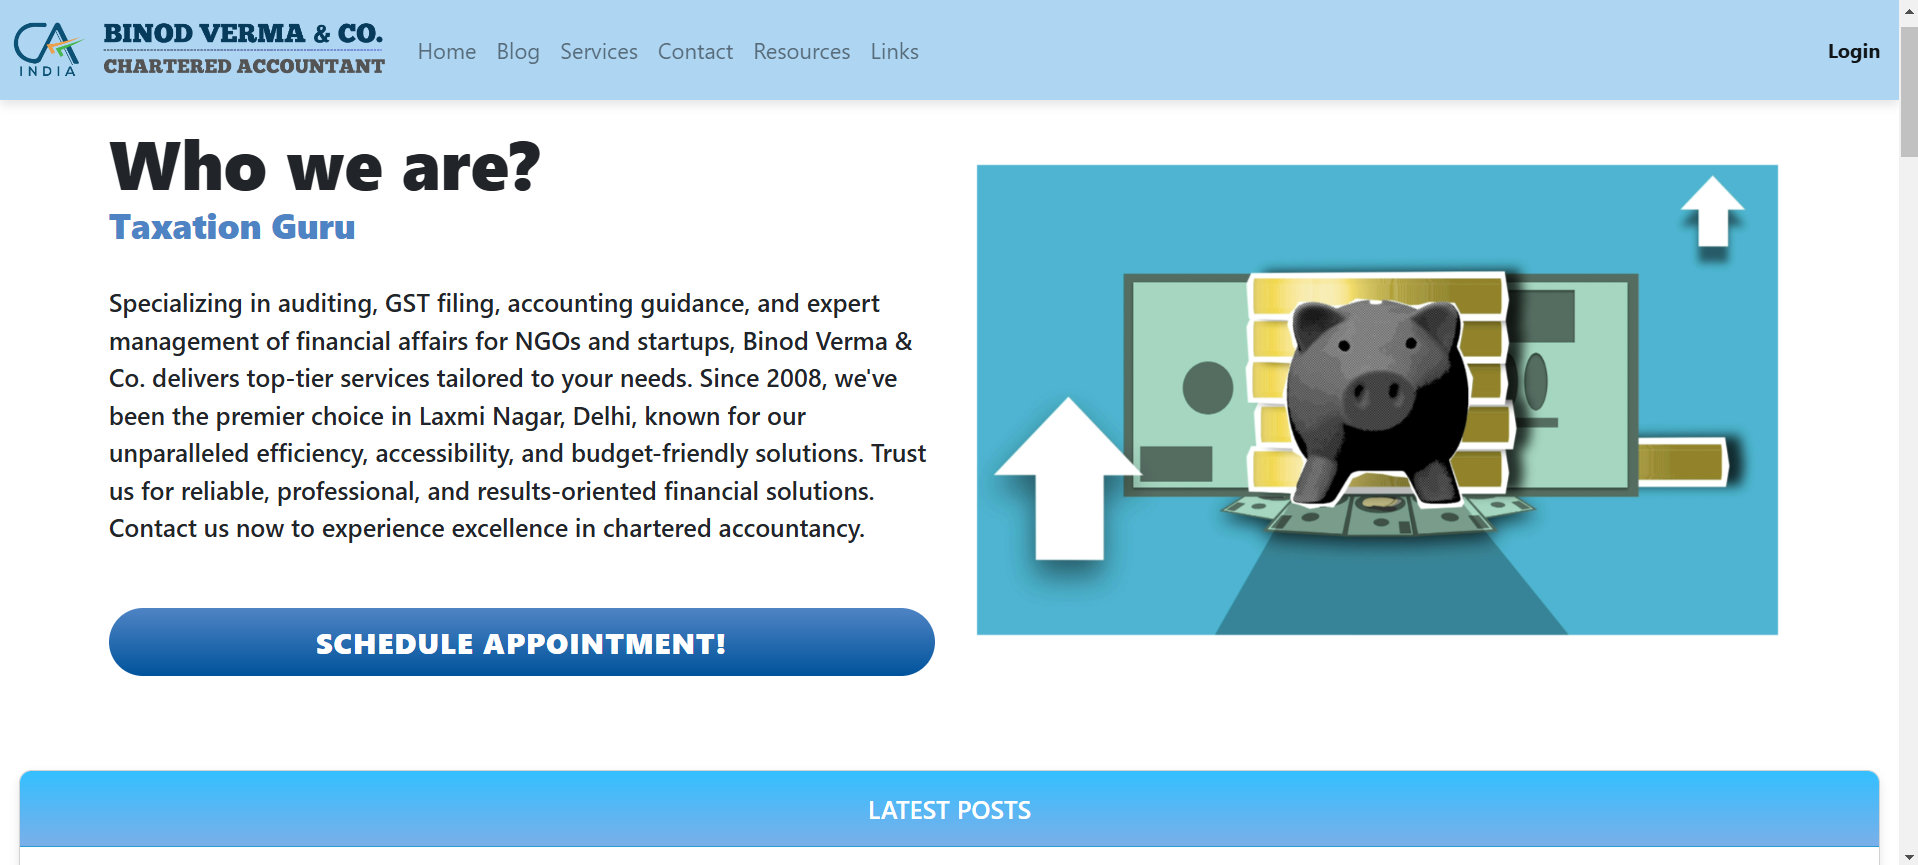 CA
INDIA
BINOD VERMA & CO.
CHARTERED ACCOUNTANT
Home
Blog
Services
Contact
Resources
Links
Login
Who we are?
Taxation Guru
Specializing in auditing, GST filing, accounting guidance, and expert
management of financial affairs for NGOs and startups, Binod Verma &
Co. delivers top-tier services tailored to your needs. Since 2008, we've
been the premier choice in Laxmi Nagar, Delhi, known for our
unparalleled efficiency, accessibility, and budget-friendly solutions. Trust
us for reliable, professional, and results-oriented financial solutions.
Contact us now to experience excellence in chartered accountancy.
SCHEDULE APPOINTMENT!
LATEST POSTS